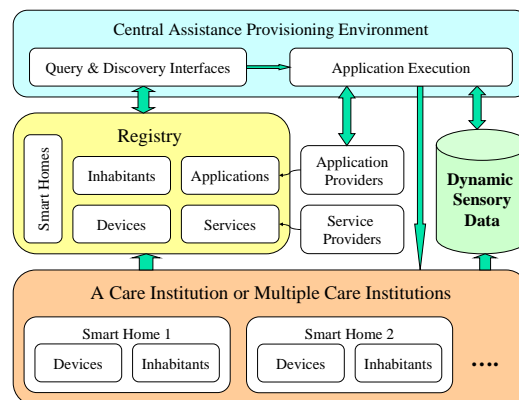 Central Assistance Provisioning Environment
Query & Discovery Interfaces
Application Execution
Registry
Smart Homes
Inhabitants
Applications
Devices
Services
Application
Providers
Service
Providers
Dynamic
Sensory
Data
A Care Institution or Multiple Care Institutions
Smart Home 1
Devices
Inhabitants
Smart Home 2
Devices
Inhabitants
....